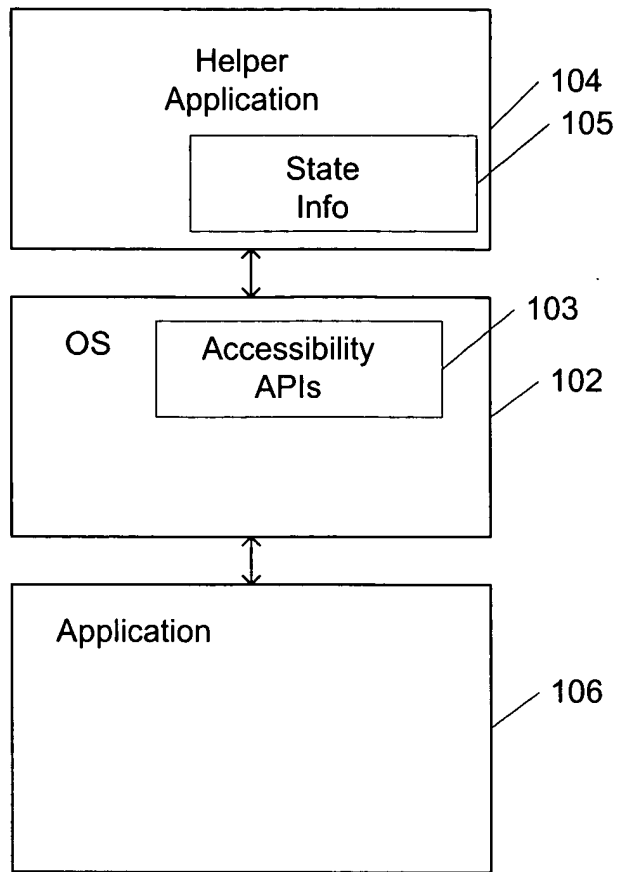 Helper
Application
104
105
State
Info
OS
Accessibility
APIs
103
102
Application
106